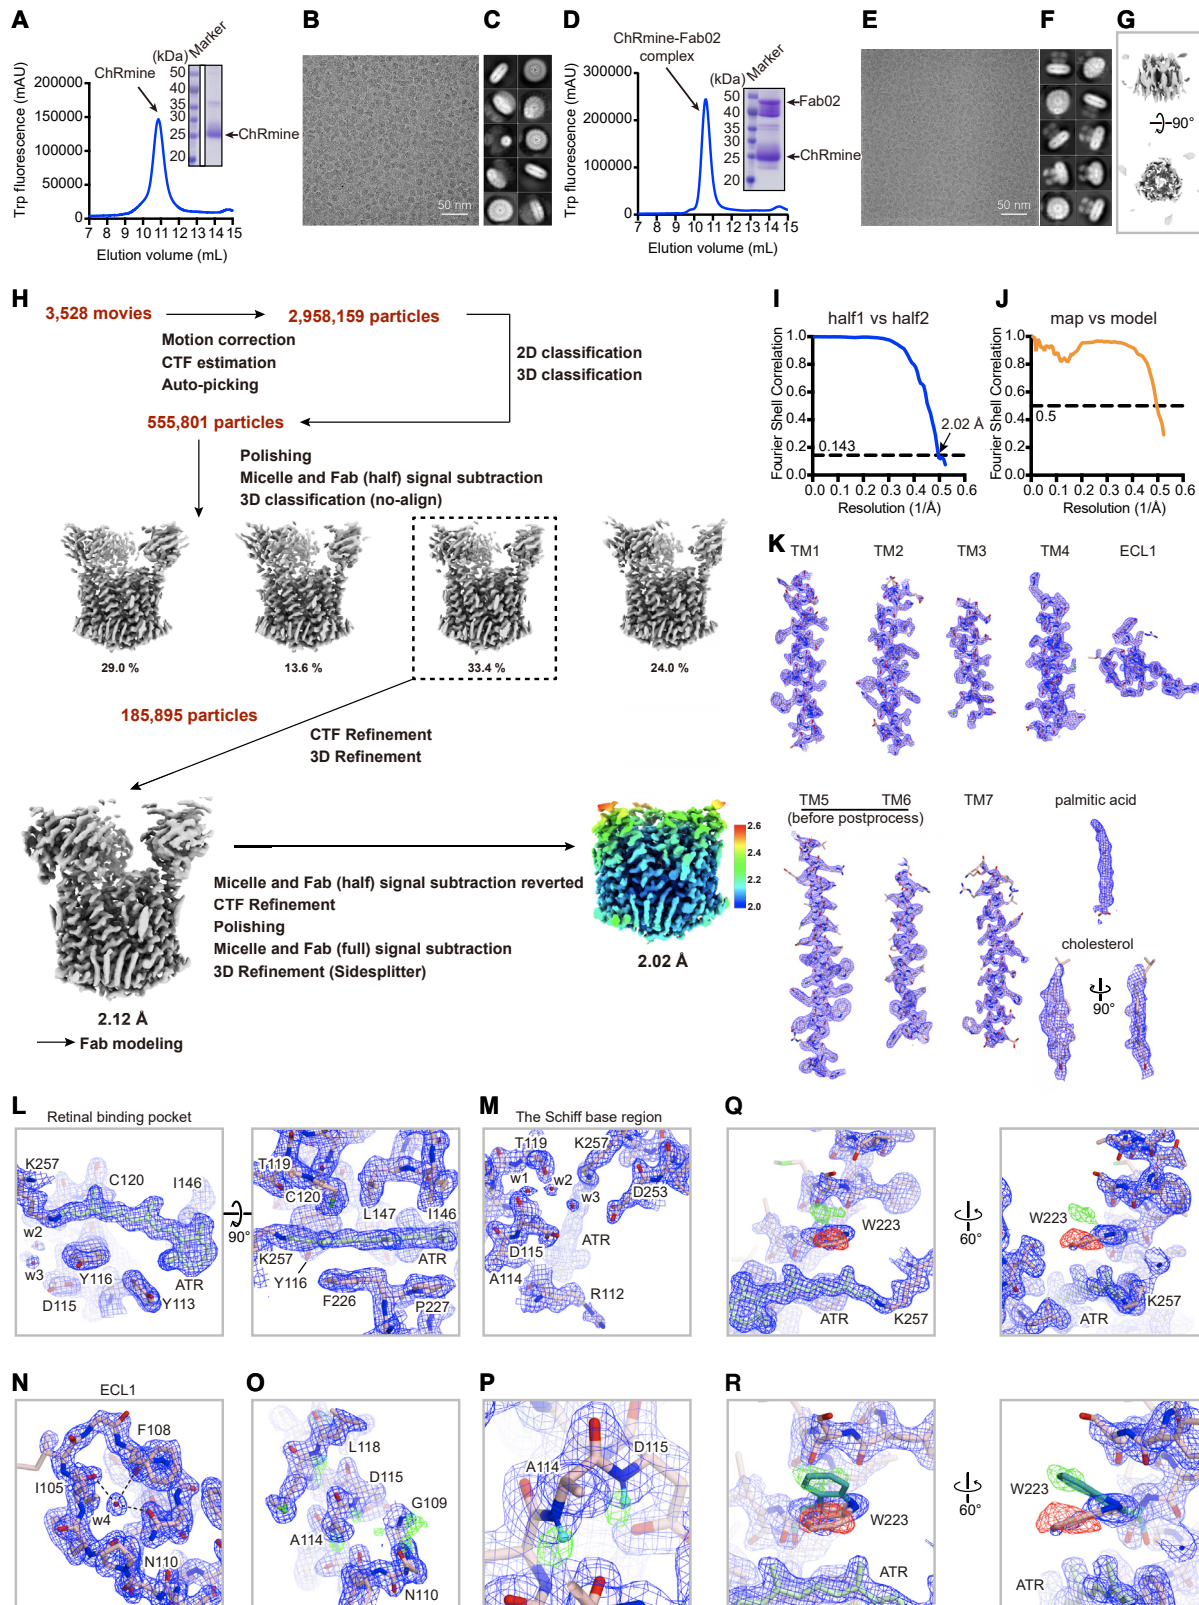 A
(kDa) Marker
ChRmine
Trp fluorescence (mAU)
200000
150000
100000
50000
0
7 8 9 10 11 12 13 14 15
Elution volume (mL)
50
40
35
30
25
20
ChRmine
B
50 nm
C
D
ChRmine-Fab02
complex
(kDa) Marker
Trp fluorescence (mAU)
300000
200000
100000
0
7 8 9 10 11 12 13 14 15
Elution volume (mL)
50
40
35
30
25
20
Fab02
ChRmine
E
50 nm
F
G
90°
H
3,528 movies
2,958,159 particles
Motion correction
CTF estimation
Auto-picking
2D classification
3D classification
555,801 particles
Polishing
Micelle and Fab (half) signal subtraction
3D classification (no-align)
29.0 %
13.6 %
33.4 %
24.0 %
185,895 particles
CTF Refinement
3D Refinement
2.12 Å
Fab modeling
Micelle and Fab (half) signal subtraction reverted
CTF Refinement
Polishing
Micelle and Fab (full) signal subtraction
3D Refinement (Sidesplitter)
2.6
2.4
2.2
2.0
2.02 Å
I
half1 vs half2
Fourier Shell Correlation
1.0
0.8
0.6
0.4
0.2
0.0
0.143
2.02 Å
0.0 0.1 0.2 0.3 0.4 0.5 0.6
Resolution (1/Å)
J
map vs model
Fourier Shell Correlation
1.0
0.8
0.6
0.4
0.2
0.0
0.5
0.0 0.1 0.2 0.3 0.4 0.5 0.6
Resolution (1/Å)
K
TM1
TM2
TM3
TM4
ECL1
TM5
TM6
(before postprocess)
TM7
palmitic acid
cholesterol
90°
L
Retinal binding pocket
K257
C120
I146
w2
w3
Y116
ATR
D115
Y113
90°
T119
C120
L147
I146
K257
Y116
ATR
F226
P227
M
The Schiff base region
T119
K257
w1
w2
w3
D253
D115
ATR
A114
R112
Q
W223
ATR
K257
60°
W223
K257
ATR
N
ECL1
F108
I105
w4
N110
O
L118
D115
G109
A114
N110
P
D115
A114
R
W223
ATR
60°
W223
ATR